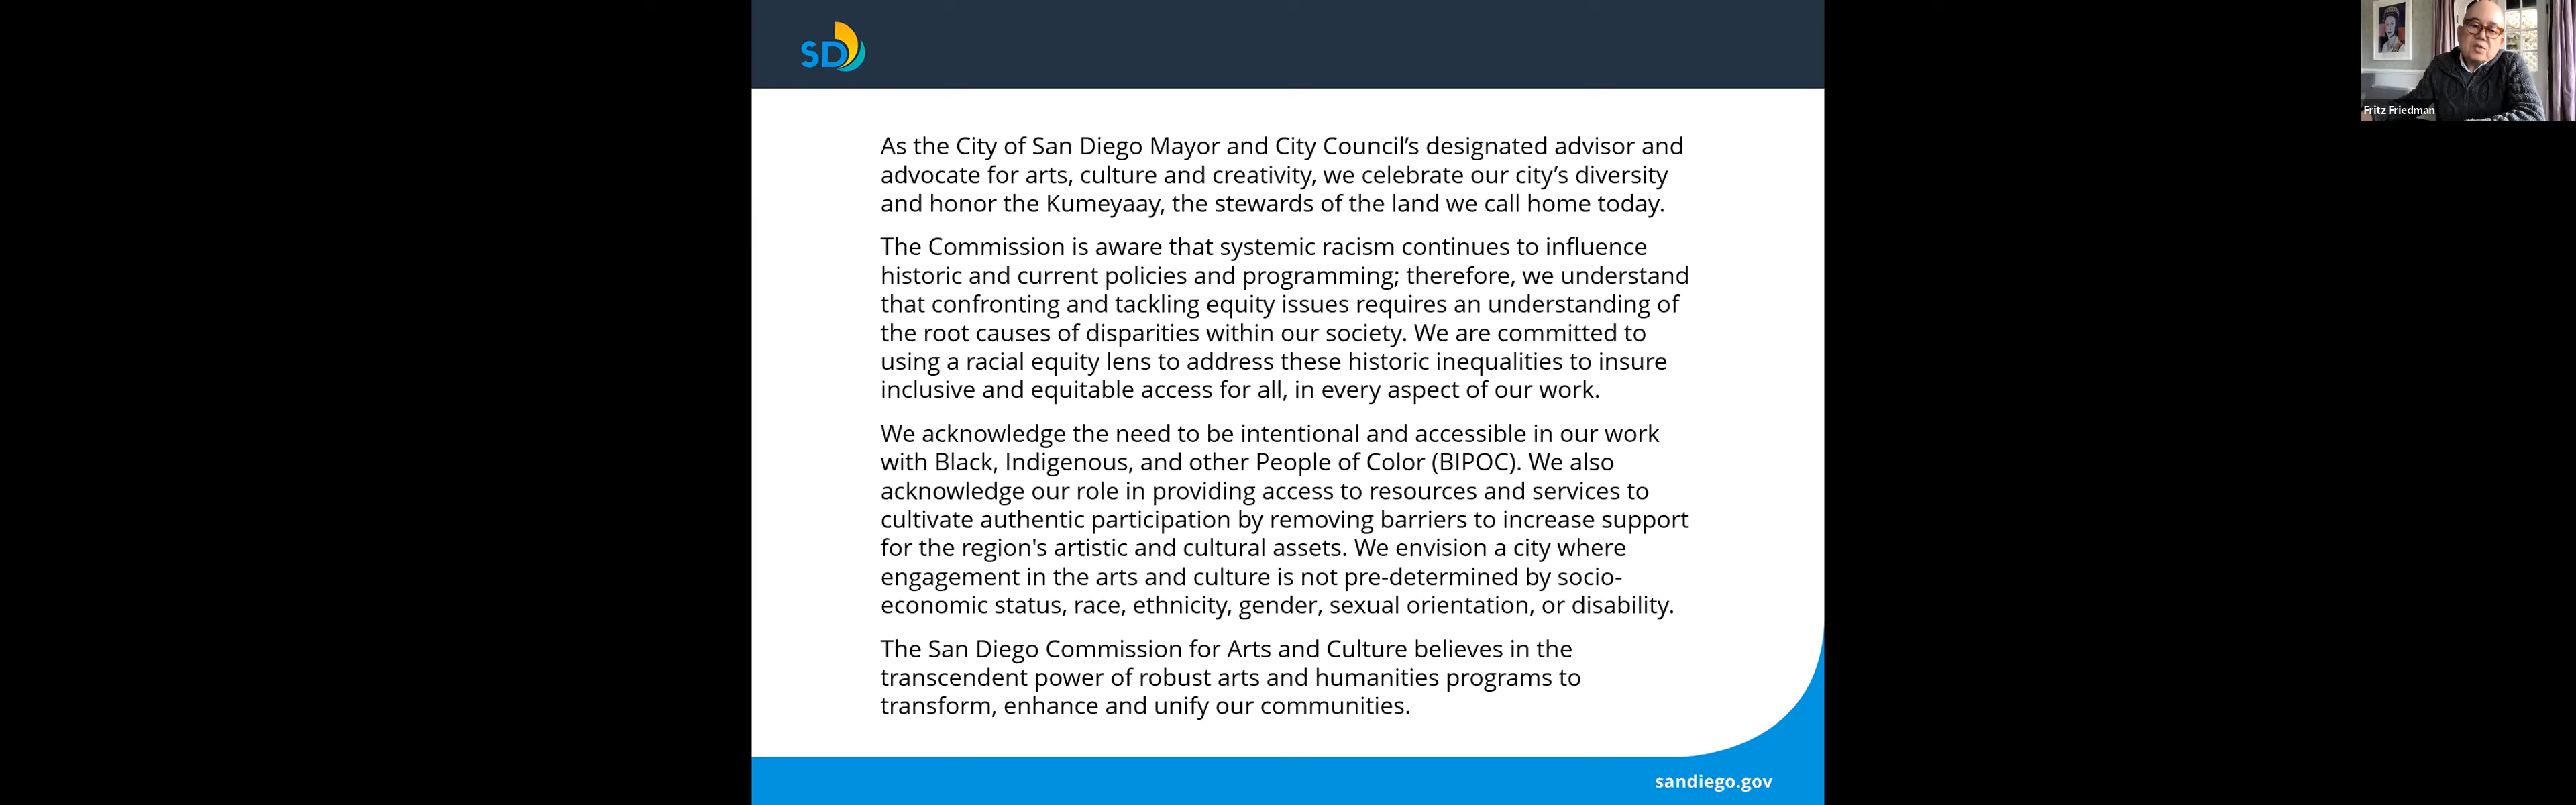 SD
Fritz Friedman
As the City of San Diego Mayor and City Council’s designated advisor and
advocate for arts, culture and creativity, we celebrate our city’s diversity
and honor the Kumeyaay, the stewards of the land we call home today.
The Commission is aware that systemic racism continues to influence
historic and current policies and programming; therefore, we understand
that confronting and tackling equity issues requires an understanding of
the root causes of disparities within our society. We are committed to
using a racial equity lens to address these historic inequalities to insure
inclusive and equitable access for all, in every aspect of our work.
We acknowledge the need to be intentional and accessible in our work
with Black, Indigenous, and other People of Color (BIPOC). We also
acknowledge our role in providing access to resources and services to
cultivate authentic participation by removing barriers to increase support
for the region's artistic and cultural assets. We envision a city where
engagement in the arts and culture is not pre-determined by socio-
economic status, race, ethnicity, gender, sexual orientation, or disability.
The San Diego Commission for Arts and Culture believes in the
transcendent power of robust arts and humanities programs to
transform, enhance and unify our communities.
sandiego.gov